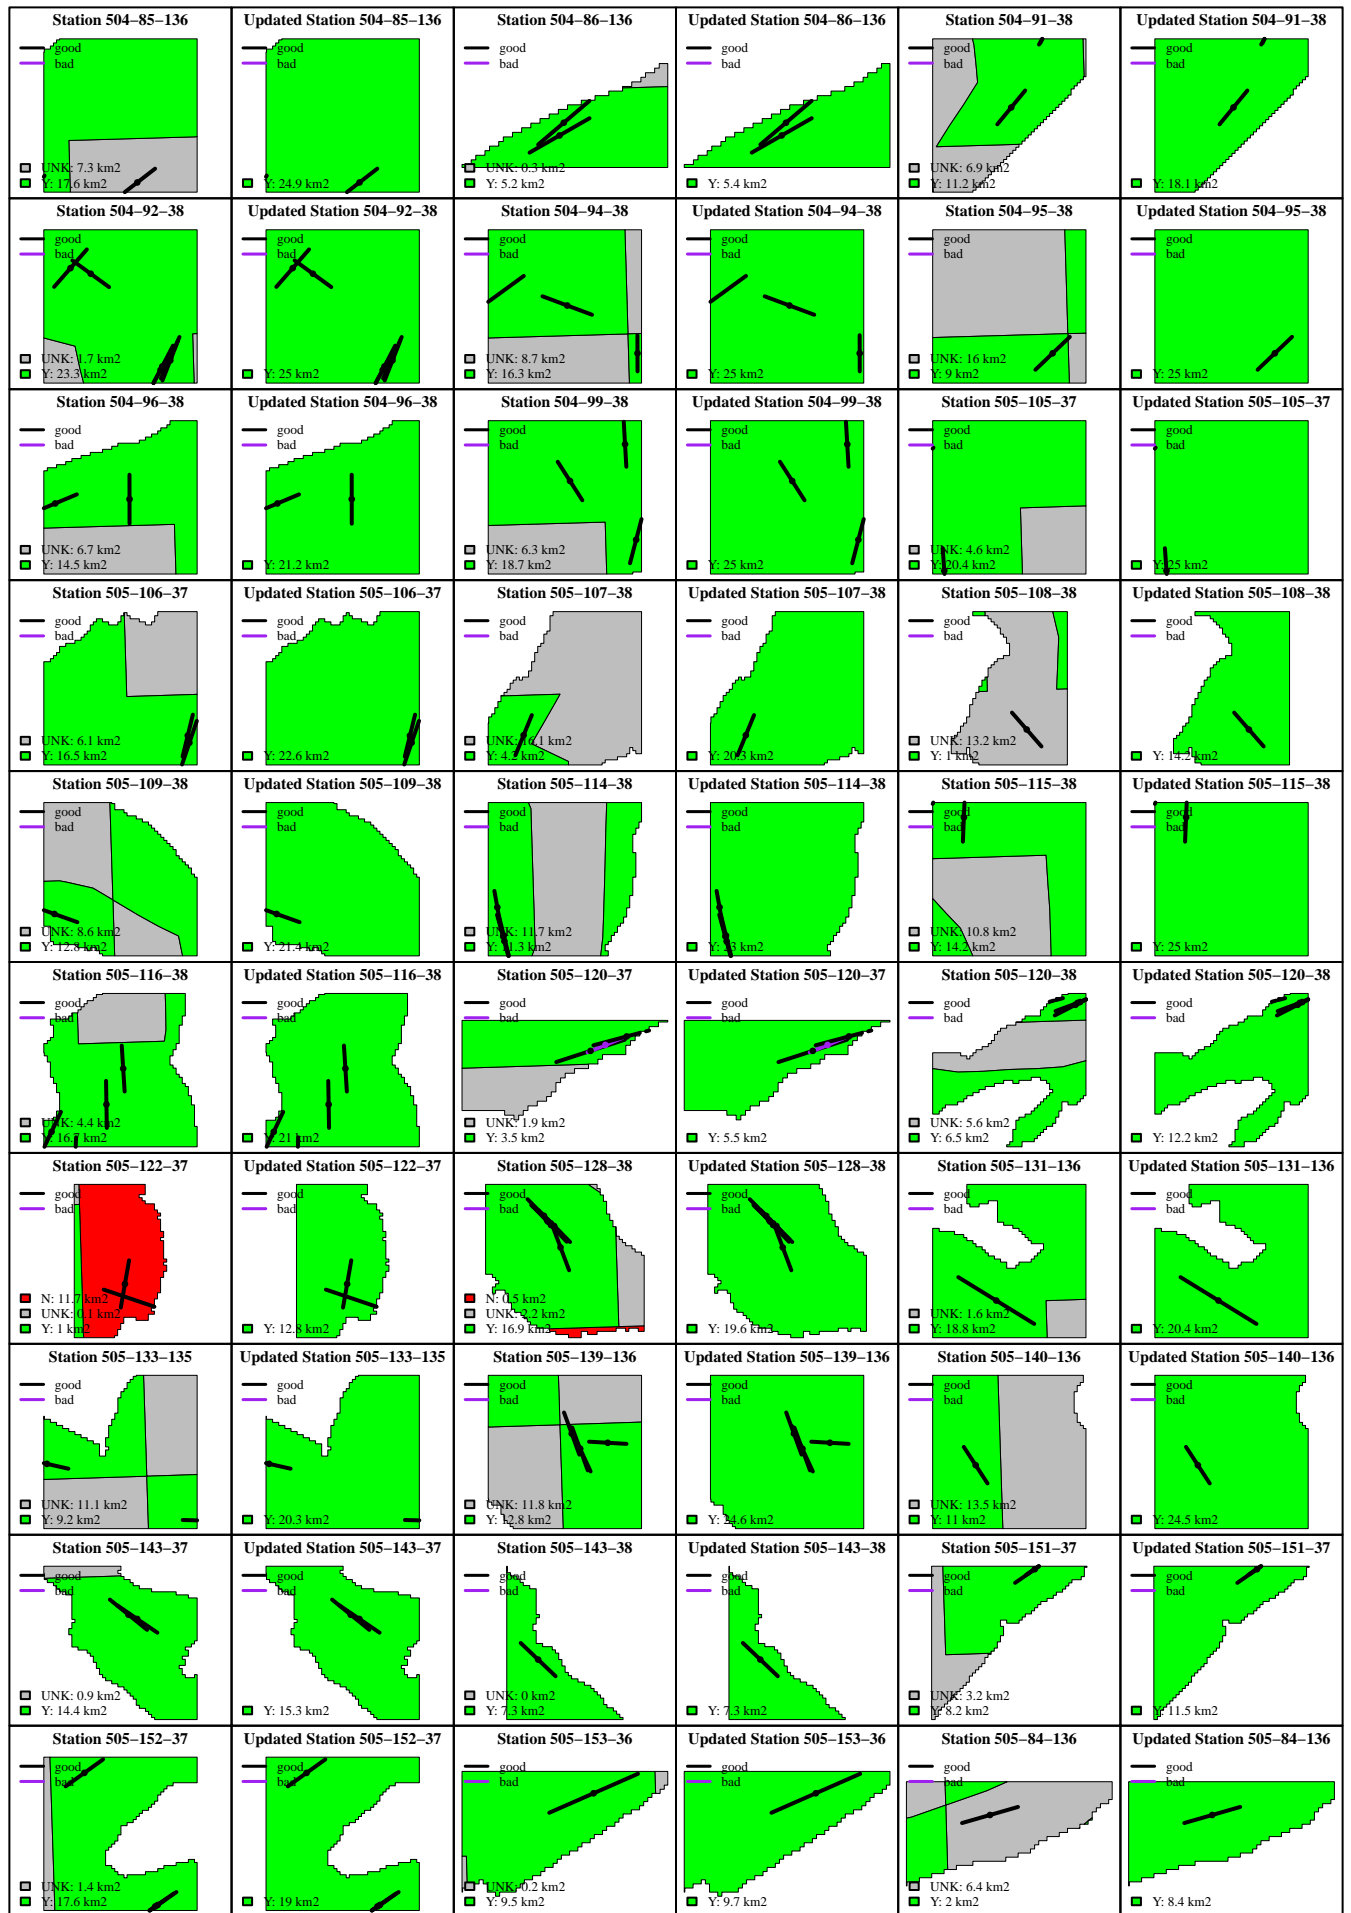 Station 504−85−136
good
bad
UNK: 7.3 km2
Y: 17.6 km2
Updated Station 504−85−136
good
bad
Y: 24.9 km2
Station 504−86−136
good
bad
UNK: 0.3 km2
Y: 5.2 km2
Updated Station 504−86−136
good
bad
Y: 5.4 km2
Station 504−91−38
good
bad
UNK: 6.9 km2
Y: 11.2 km2
Updated Station 504−91−38
good
bad
Y: 18.1 km2
Station 504−92−38
good
bad
UNK: 1.7 km2
Y: 23.3 km2
Updated Station 504−92−38
good
bad
Y: 25 km2
Station 504−94−38
good
bad
UNK: 8.7 km2
Y: 16.3 km2
Updated Station 504−94−38
good
bad
Y: 25 km2
Station 504−95−38
good
bad
UNK: 16 km2
Y: 9 km2
Updated Station 504−95−38
good
bad
Y: 25 km2
Station 504−96−38
good
bad
UNK: 6.7 km2
Y: 14.5 km2
Updated Station 504−96−38
good
bad
Y: 21.2 km2
Station 504−99−38
good
bad
UNK: 6.3 km2
Y: 18.7 km2
Updated Station 504−99−38
good
bad
Y: 25 km2
Station 505−105−37
good
bad
UNK: 4.6 km2
Y: 20.4 km2
Updated Station 505−105−37
good
bad
Y: 25 km2
Station 505−106−37
good
bad
UNK: 6.1 km2
Y: 16.5 km2
Updated Station 505−106−37
good
bad
Y: 22.6 km2
Station 505−107−38
good
bad
UNK: 16.1 km2
Y: 4.2 km2
Updated Station 505−107−38
good
bad
Y: 20.3 km2
Station 505−108−38
good
bad
UNK: 13.2 km2
Y: 1 km2
Updated Station 505−108−38
good
bad
Y: 14.2 km2
Station 505−109−38
good
bad
UNK: 8.6 km2
Y: 12.8 km2
Updated Station 505−109−38
good
bad
Y: 21.4 km2
Station 505−114−38
good
bad
UNK: 11.7 km2
Y: 11.3 km2
Updated Station 505−114−38
good
bad
Y: 23 km2
Station 505−115−38
good
bad
UNK: 10.8 km2
Y: 14.2 km2
Updated Station 505−115−38
good
bad
Y: 25 km2
Station 505−116−38
good
bad
UNK: 4.4 km2
Y: 16.7 km2
Updated Station 505−116−38
good
bad
Y: 21 km2
Station 505−120−37
good
bad
UNK: 1.9 km2
Y: 3.5 km2
Updated Station 505−120−37
good
bad
Y: 5.5 km2
Station 505−120−38
good
bad
UNK: 5.6 km2
Y: 6.5 km2
Updated Station 505−120−38
good
bad
Y: 12.2 km2
Station 505−122−37
good
bad
N: 11.7 km2
UNK: 0.1 km2
Y: 1 km2
Updated Station 505−122−37
good
bad
Y: 12.8 km2
Station 505−128−38
good
bad
N: 0.5 km2
UNK: 2.2 km2
Y: 16.9 km2
Updated Station 505−128−38
good
bad
Y: 19.6 km2
Station 505−131−136
good
bad
UNK: 1.6 km2
Y: 18.8 km2
Updated Station 505−131−136
good
bad
Y: 20.4 km2
Station 505−133−135
good
bad
UNK: 11.1 km2
Y: 9.2 km2
Updated Station 505−133−135
good
bad
Y: 20.3 km2
Station 505−139−136
good
bad
UNK: 11.8 km2
Y: 12.8 km2
Updated Station 505−139−136
good
bad
Y: 24.6 km2
Station 505−140−136
good
bad
UNK: 13.5 km2
Y: 11 km2
Updated Station 505−140−136
good
bad
Y: 24.5 km2
Station 505−143−37
good
bad
UNK: 0.9 km2
Y: 14.4 km2
Updated Station 505−143−37
good
bad
Y: 15.3 km2
Station 505−143−38
good
bad
UNK: 0 km2
Y: 7.3 km2
Updated Station 505−143−38
good
bad
Y: 7.3 km2
Station 505−151−37
good
bad
UNK: 3.2 km2
Y: 8.2 km2
Updated Station 505−151−37
good
bad
Y: 11.5 km2
Station 505−152−37
good
bad
UNK: 1.4 km2
Y: 17.6 km2
Updated Station 505−152−37
good
bad
Y: 19 km2
Station 505−153−36
good
bad
UNK: 0.2 km2
Y: 9.5 km2
Updated Station 505−153−36
good
bad
Y: 9.7 km2
Station 505−84−136
good
bad
UNK: 6.4 km2
Y: 2 km2
Updated Station 505−84−136
good
bad
Y: 8.4 km2